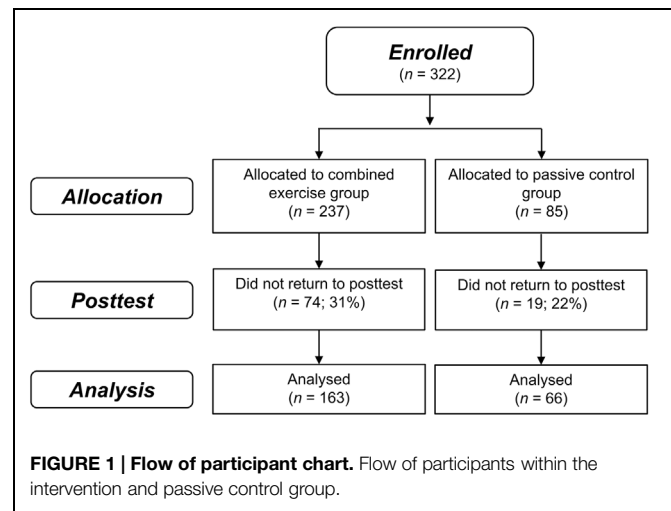 Enrolled
(n = 322)
Allocation
Allocated to combined
exercise group
(n = 237)
Allocated to passive control
group
(n = 85)
Posttest
Did not return to posttest
(n = 74; 31%)
Did not return to posttest
(n = 19; 22%)
Analysis
Analysed
(n = 163)
Analysed
(n = 66)
FIGURE 1 | Flow of participant chart. Flow of participants within the
intervention and passive control group.